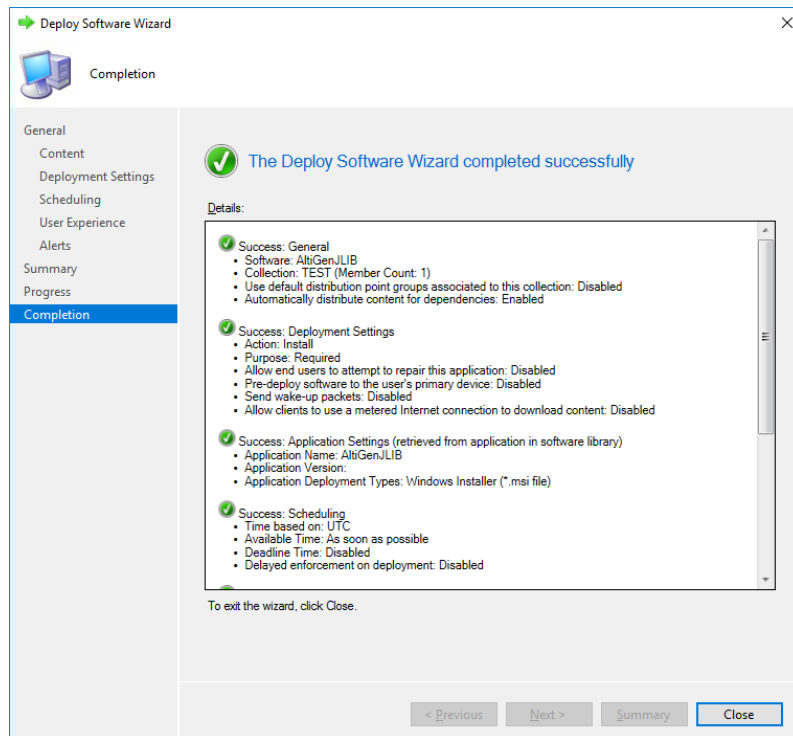 Deploy Software Wizard
Completion
General
Content
Deployment Settings
Scheduling
User Experience
Alerts
Summary
Progress
Completion
The Deploy Software Wizard completed successfully
Details:
Success: General
• Software: AltiGenJLIB
• Collection: TEST (Member Count: 1)
• Use default distribution point groups associated to this collection: Disabled
• Automatically distribute content for dependencies: Enabled
Success: Deployment Settings
• Action: Install
• Purpose: Required
• Allow end users to attempt to repair this application: Disabled
• Pre-deploy software to the user's primary device: Disabled
• Send wake-up packets: Disabled
• Allow clients to use a metered Internet connection to download content: Disabled
Success: Application Settings (retrieved from application in software library)
• Application Name: AltiGenJLIB
• Application Version:
• Application Deployment Types: Windows Installer (*.msi file)
Success: Scheduling
• Time based on: UTC
• Available Time: As soon as possible
• Deadline Time: Disabled
• Delayed enforcement on deployment: Disabled
To exit the wizard, click Close.
< Previous
Next >
Summary
Close